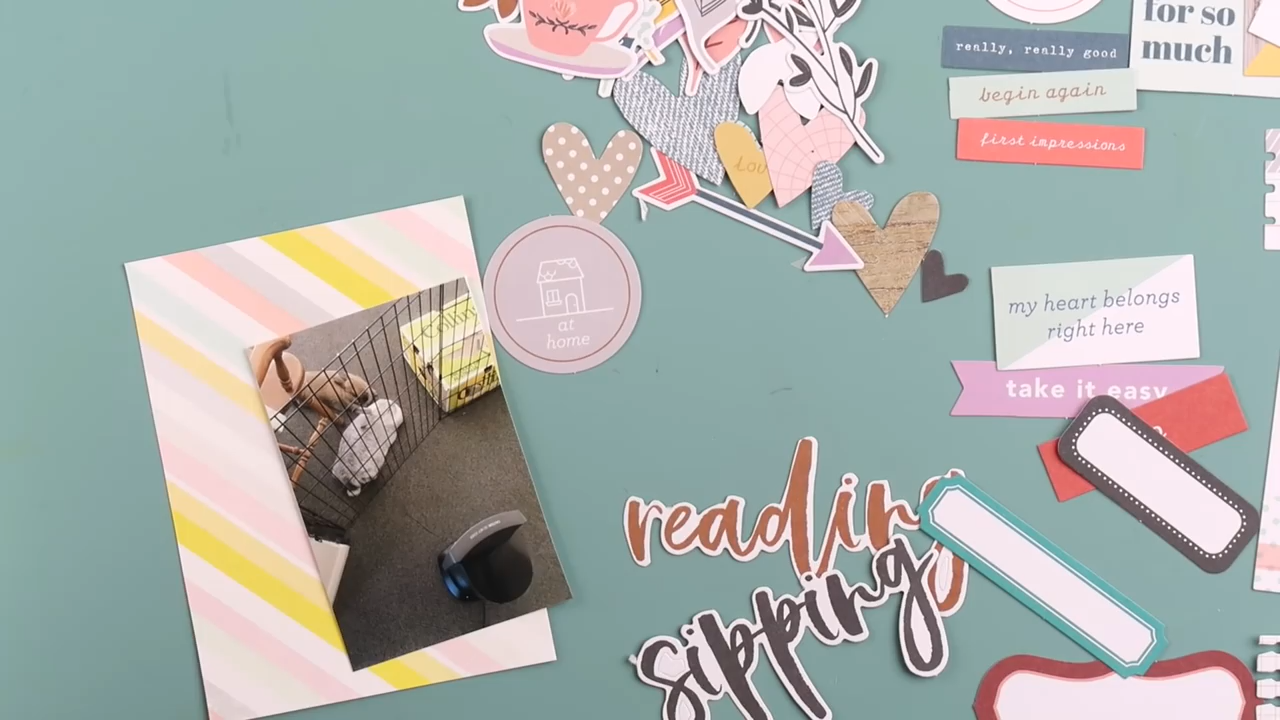 for so
much
really, really good
begin again
first impressions
lov
at
home
my heart belongs
right here
take it easy
reading
sipping